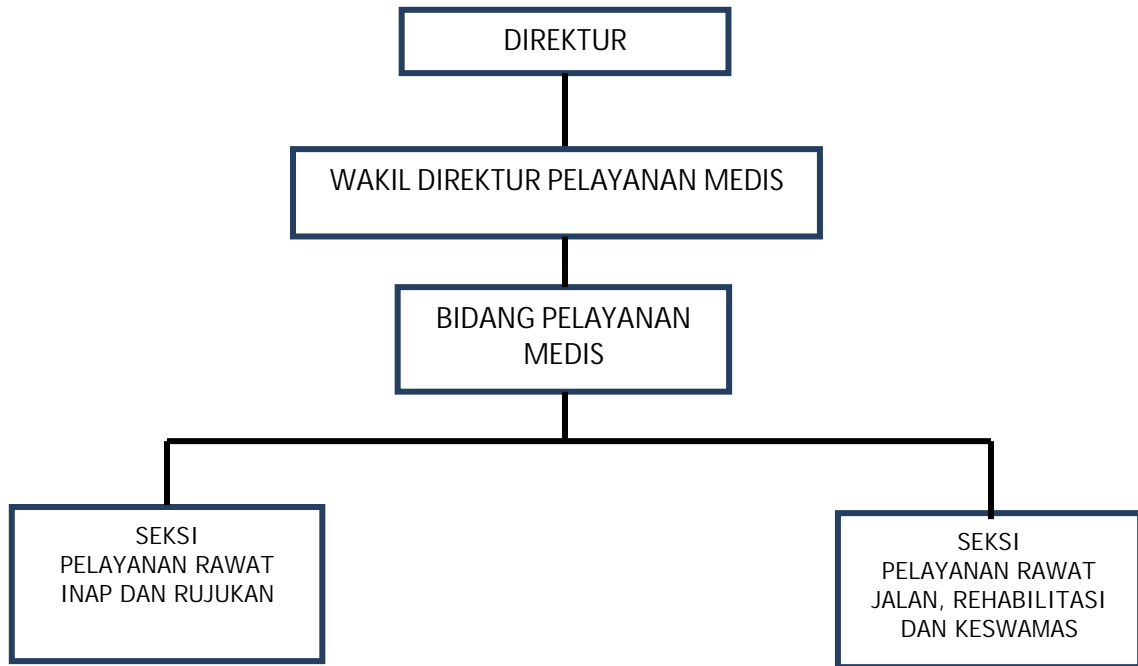 DIREKTUR
WAKIL DIREKTUR PELAYANAN MEDIS
BIDANG PELAYANAN
MEDIS
SEKSI
PELAYANAN RAWAT
INAP DAN RUJUKAN
SEKSI
PELAYANAN RAWAT
JALAN, REHABILITASI
DAN KESWAMAS